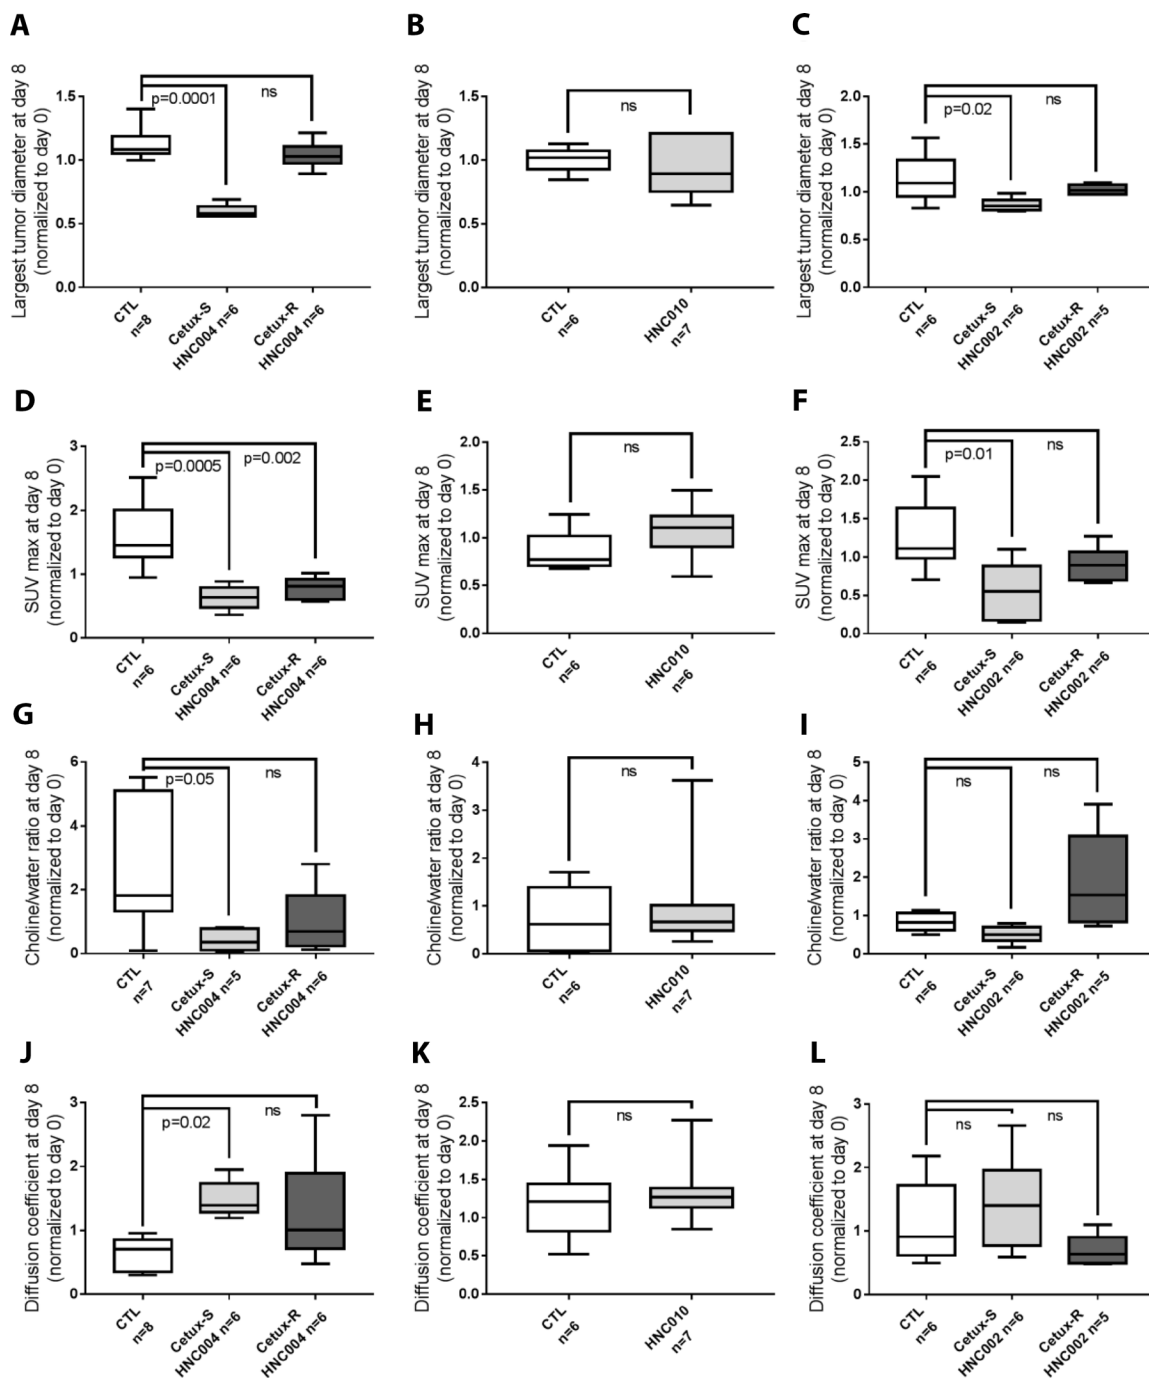 A
Largest tumor diameter at day 8
(normalized to day 0)
1.5
1.0
0.5
0.0
p=0.0001
ns
CTL
n=8
Cetux-S
HNC004 n=6
Cetux-R
HNC004 n=6
B
Largest tumor diameter at day 8
(normalized to day 0)
1.5
1.0
0.5
0.0
ns
CTL
n=6
HNC010
n=7
C
Largest tumor diameter at day 8
(normalized to day 0)
2.0
1.5
1.0
0.5
0.0
p=0.02
ns
CTL
n=6
Cetux-S
HNC002 n=6
Cetux-R
HNC002 n=5
D
SUV max at day 8
(normalized to day 0)
3
2
1
0
p=0.0005
p=0.002
CTL
n=6
Cetux-S
HNC004 n=6
Cetux-R
HNC004 n=6
E
SUV max at day 8
(normalized to day 0)
2.0
1.5
1.0
0.5
0.0
ns
CTL
n=6
HNC010
n=6
F
SUV max at day 8
(normalized to day 0)
2.5
2.0
1.5
1.0
0.5
0.0
p=0.01
ns
CTL
n=6
Cetux-S
HNC002 n=6
Cetux-R
HNC002 n=6
G
Choline/water ratio at day 8
(normalized to day 0)
6
4
2
0
p=0.05
ns
CTL
n=7
Cetux-S
HNC004 n=5
Cetux-R
HNC004 n=6
H
Choline/water ratio at day 8
(normalized to day 0)
4
3
2
1
0
ns
CTL
n=6
HNC010
n=7
I
Choline/water ratio at day 8
(normalized to day 0)
5
4
3
2
1
0
ns
ns
CTL
n=6
Cetux-S
HNC002 n=6
Cetux-R
HNC002 n=5
J
Diffusion coefficient at day 8
(normalized to day 0)
3
2
1
0
p=0.02
ns
CTL
n=8
Cetux-S
HNC004 n=6
Cetux-R
HNC004 n=6
K
Diffusion coefficient at day 8
(normalized to day 0)
2.5
2.0
1.5
1.0
0.5
0.0
ns
CTL
n=6
HNC010
n=7
L
Diffusion coefficient at day 8
(normalized to day 0)
3
2
1
0
ns
ns
CTL
n=6
Cetux-S
HNC002 n=6
Cetux-R
HNC002 n=5